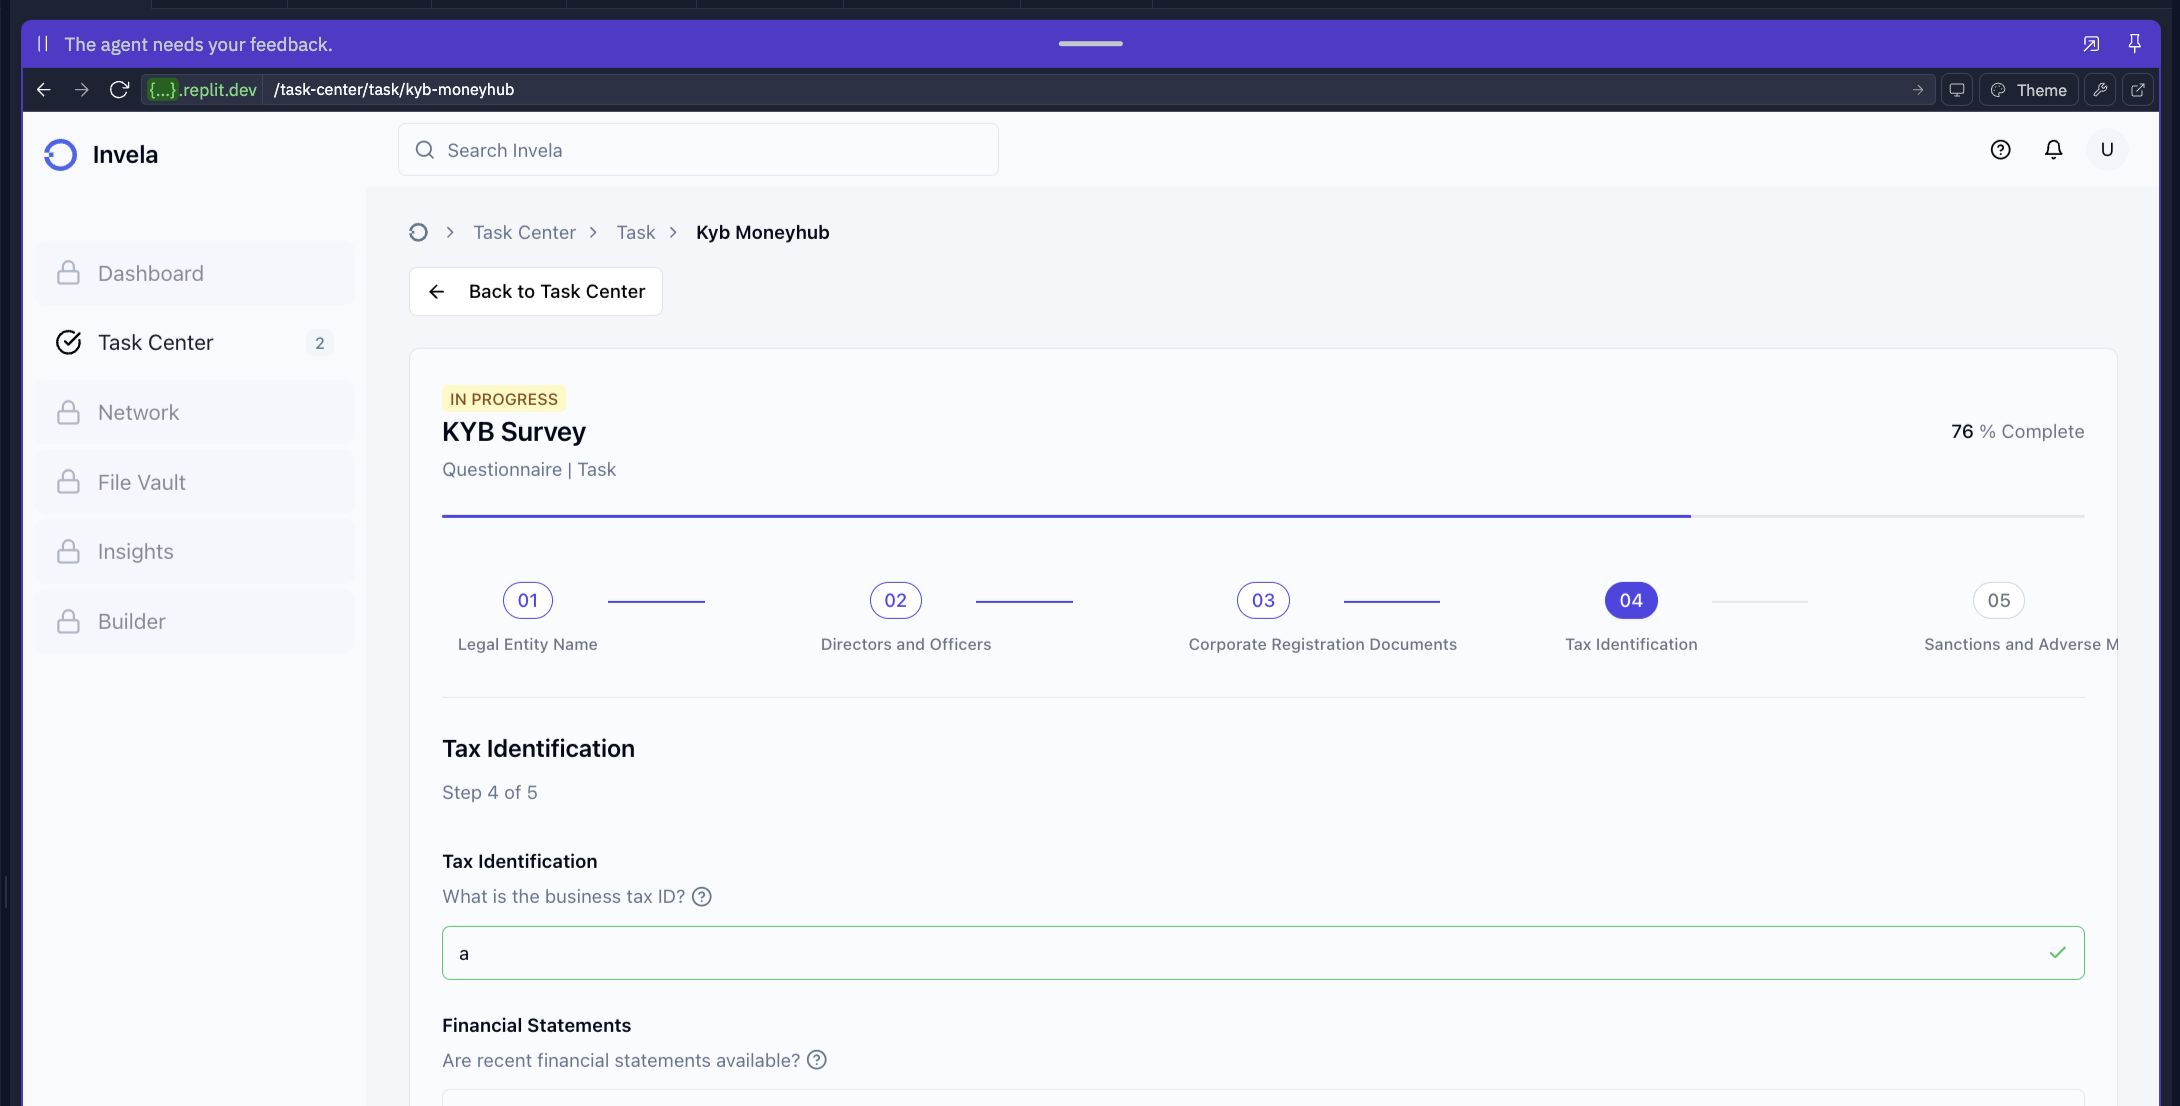 The agent needs your feedback.
{...}.replit.dev /task-center/task/kyb-moneyhub Theme
Invela
Search Invela
U
Dashboard
Task Center 2
Network
File Vault
Insights
Builder
Task Center Task Kyb Moneyhub
Back to Task Center
IN PROGRESS
KYB Survey
76 % Complete
Questionnaire | Task
01 02 03 04 05
Legal Entity Name Directors and Officers Corporate Registration Documents Tax Identification Sanctions and Adverse M
Tax Identification
Step 4 of 5
Tax Identification
What is the business tax ID?
a
Financial Statements
Are recent financial statements available?